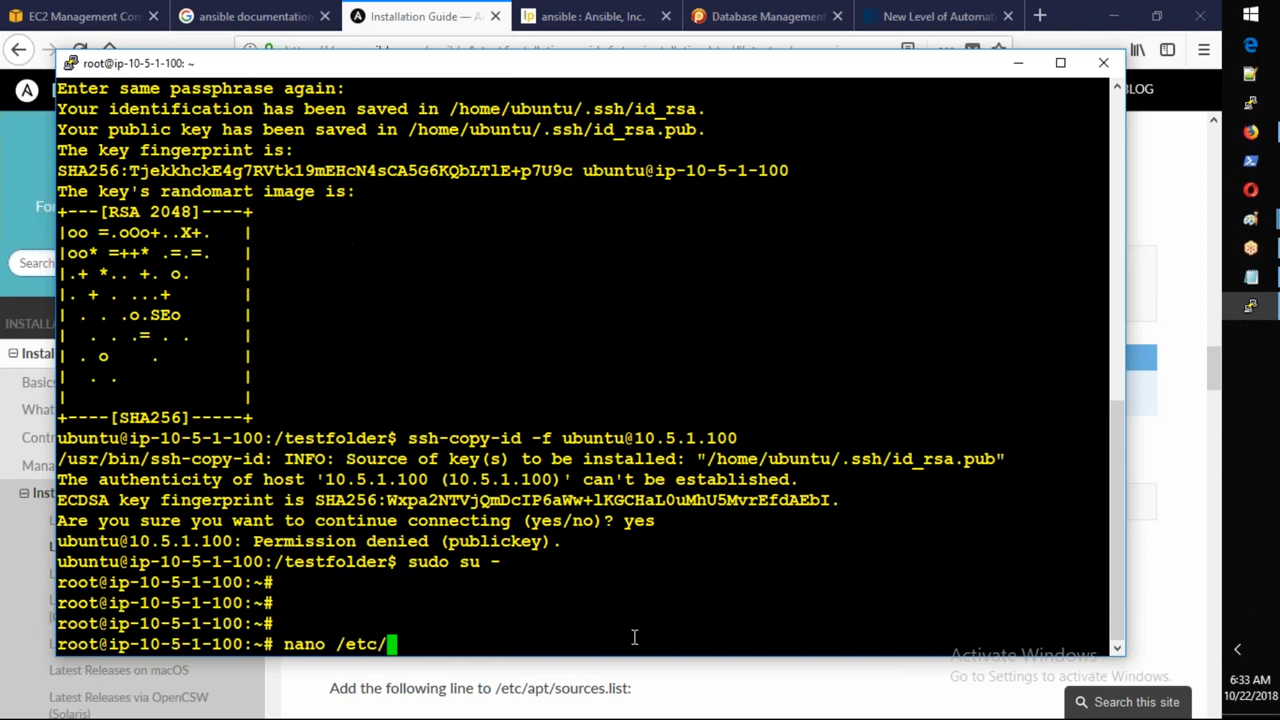 EC2 Management Con
ansible documentation
Installation Guide —
ansible : Ansible, Inc.
Database Management
New Level of Automati
root@ip-10-5-1-100: ~
BLOG
Enter same passphrase again:
Your identification has been saved in /home/ubuntu/.ssh/id_rsa.
Your public key has been saved in /home/ubuntu/.ssh/id_rsa.pub.
The key fingerprint is:
SHA256:TjekkhckE4g7RVtk19mEHcN4sCA5G6KQbLTlE+p7U9c ubuntu@ip-10-5-1-100
The key's randomart image is:
+---[RSA 2048]----+
|oo =.oOo+..X+.   |
|oo* =++* .=.=.   |
|.+ *.. +. o.     |
|. + . ...+       |
| . . .o.SEo      |
|  . . .= . .     |
| . o    .        |
|  . .            |
|                 |
+----[SHA256]-----+
ubuntu@ip-10-5-1-100:/testfolder$ ssh-copy-id -f ubuntu@10.5.1.100
/usr/bin/ssh-copy-id: INFO: Source of key(s) to be installed: "/home/ubuntu/.ssh/id_rsa.pub"
The authenticity of host '10.5.1.100 (10.5.1.100)' can't be established.
ECDSA key fingerprint is SHA256:Wxpa2NTVjQmDcIP6aWw+lKGCHaL0uMhU5MvrEfdAEbI.
Are you sure you want to continue connecting (yes/no)? yes
ubuntu@10.5.1.100: Permission denied (publickey).
ubuntu@ip-10-5-1-100:/testfolder$ sudo su -
root@ip-10-5-1-100:~#
root@ip-10-5-1-100:~#
root@ip-10-5-1-100:~#
root@ip-10-5-1-100:~# nano /etc/
Fo
Search
INSTALLA
Install
Basics
What
Contr
Mana
Inst
Latest Releases on macOS
Latest Releases via OpenCSW
(Solaris)
Add the following line to /etc/apt/sources.list:
Activate Windows
Go to Settings to activate Windows.
Search this site
6:33 AM
10/22/2018